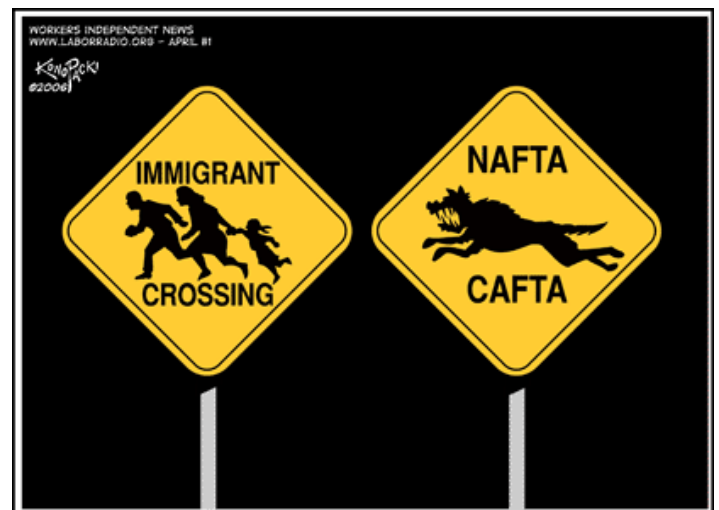 WORKERS INDEPENDENT NEWS
WWW.LABORRADIO.ORG – APRIL #1
KONOPACKI
©2006
IMMIGRANT
CROSSING
NAFTA
CAFTA